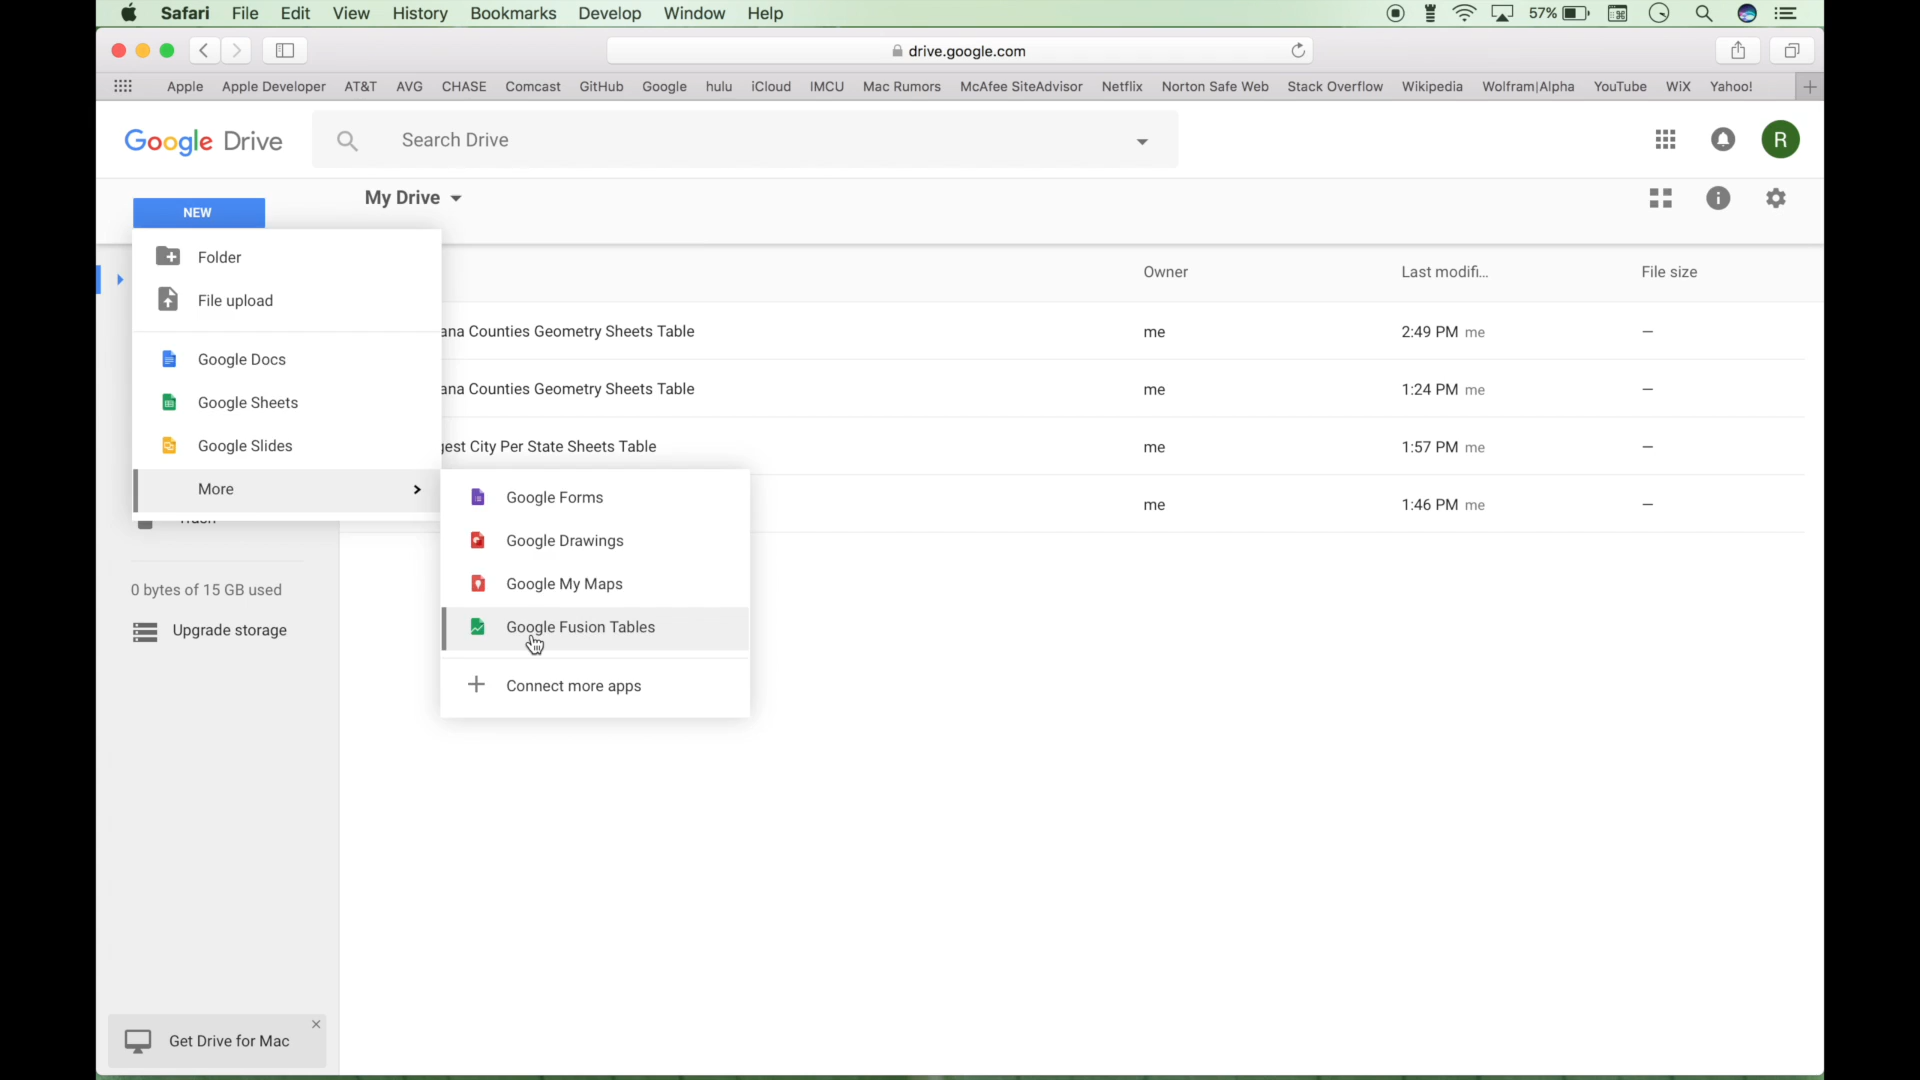 Safari File Edit View History Bookmarks Develop Window Help 57%
drive.google.com
Apple Apple Developer AT&T AVG CHASE Comcast GitHub Google hulu iCloud IMCU Mac Rumors McAfee SiteAdvisor Netflix Norton Safe Web Stack Overflow Wikipedia Wolfram|Alpha YouTube WiX Yahoo!
Google Drive Search Drive R
My Drive
NEW
Folder
Owner Last modifi... File size
File upload
ana Counties Geometry Sheets Table me 2:49 PM me —
Google Docs
ana Counties Geometry Sheets Table me 1:24 PM me —
Google Sheets
Google Slides
gest City Per State Sheets Table me 1:57 PM me —
More
Google Forms
me 1:46 PM me —
Trash
Google Drawings
Google My Maps
0 bytes of 15 GB used
Google Fusion Tables
Upgrade storage
Connect more apps
Get Drive for Mac